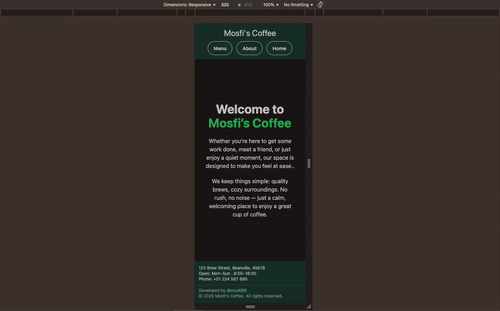 Dimensions: Responsive 320 × 100% No throttling
Mosfi's Coffee
Menu About Home
Welcome to
Mosfi's Coffee
Whether you're here to get some
work done, meet a friend, or just
enjoy a quiet moment, our space is
designed to make you feel at ease..
We keep things simple: quality
brews, cozy surroundings. No
rush, no noise — just a calm,
welcoming place to enjoy a great
cup of coffee.
123 Brew Street, Beanville, 45678
Open: Mon–Sun · 8:00–18:00
Phone: +01 234 567 890
Developed by
© 2025 Mosfi's Coffee. All rights reserved.